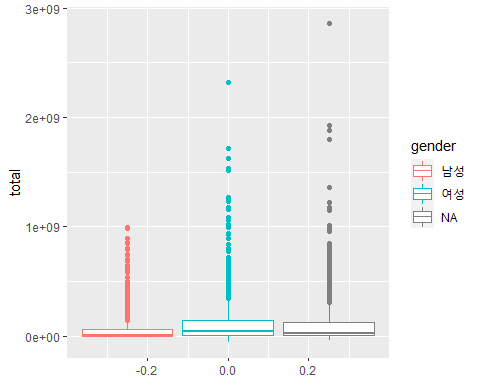 3e+09
2e+09
1e+09
0e+00
total
-0.2
0.0
0.2
gender
남성
여성
NA